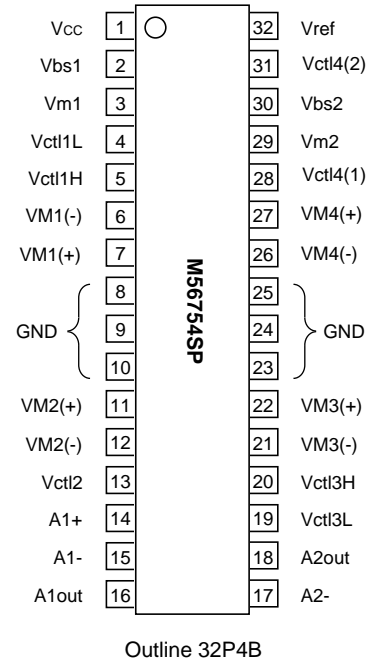 Vcc 1 32 Vref
Vbs1 2 31 Vctl4(2)
Vm1 3 30 Vbs2
Vctl1L 4 29 Vm2
Vctl1H 5 28 Vctl4(1)
VM1(-) 6 27 VM4(+)
VM1(+) 7 26 VM4(-)
8 25
GND 9 24 GND
10 23
M56754SP
VM2(+) 11 22 VM3(+)
VM2(-) 12 21 VM3(-)
Vctl2 13 20 Vctl3H
A1+ 14 19 Vctl3L
A1- 15 18 A2out
A1out 16 17 A2-
Outline 32P4B